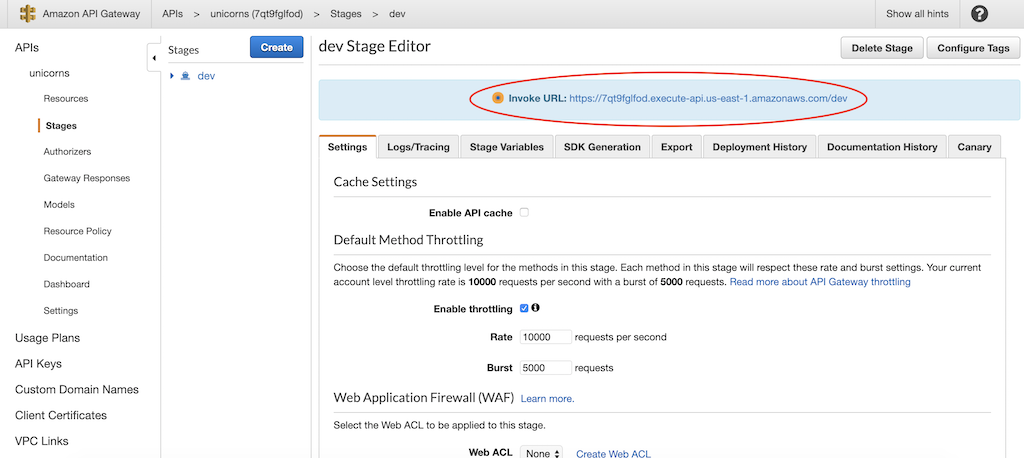 Amazon API Gateway
APIs > unicorns (7qt9fglfod) > Stages > dev
Show all hints
?
APIs
unicorns
Resources
Stages
Authorizers
Gateway Responses
Models
Resource Policy
Documentation
Dashboard
Settings
Usage Plans
API Keys
Custom Domain Names
Client Certificates
VPC Links
Stages
Create
dev
dev Stage Editor
Delete Stage
Configure Tags
Invoke URL: https://7qt9fglfod.execute-api.us-east-1.amazonaws.com/dev
Settings
Logs/Tracing
Stage Variables
SDK Generation
Export
Deployment History
Documentation History
Canary
Cache Settings
Enable API cache
Default Method Throttling
Choose the default throttling level for the methods in this stage. Each method in this stage will respect these rate and burst settings. Your current
account level throttling rate is 10000 requests per second with a burst of 5000 requests. Read more about API Gateway throttling
Enable throttling
Rate 10000 requests per second
Burst 5000 requests
Web Application Firewall (WAF) Learn more.
Select the Web ACL to be applied to this stage.
Web ACL None Create Web ACL